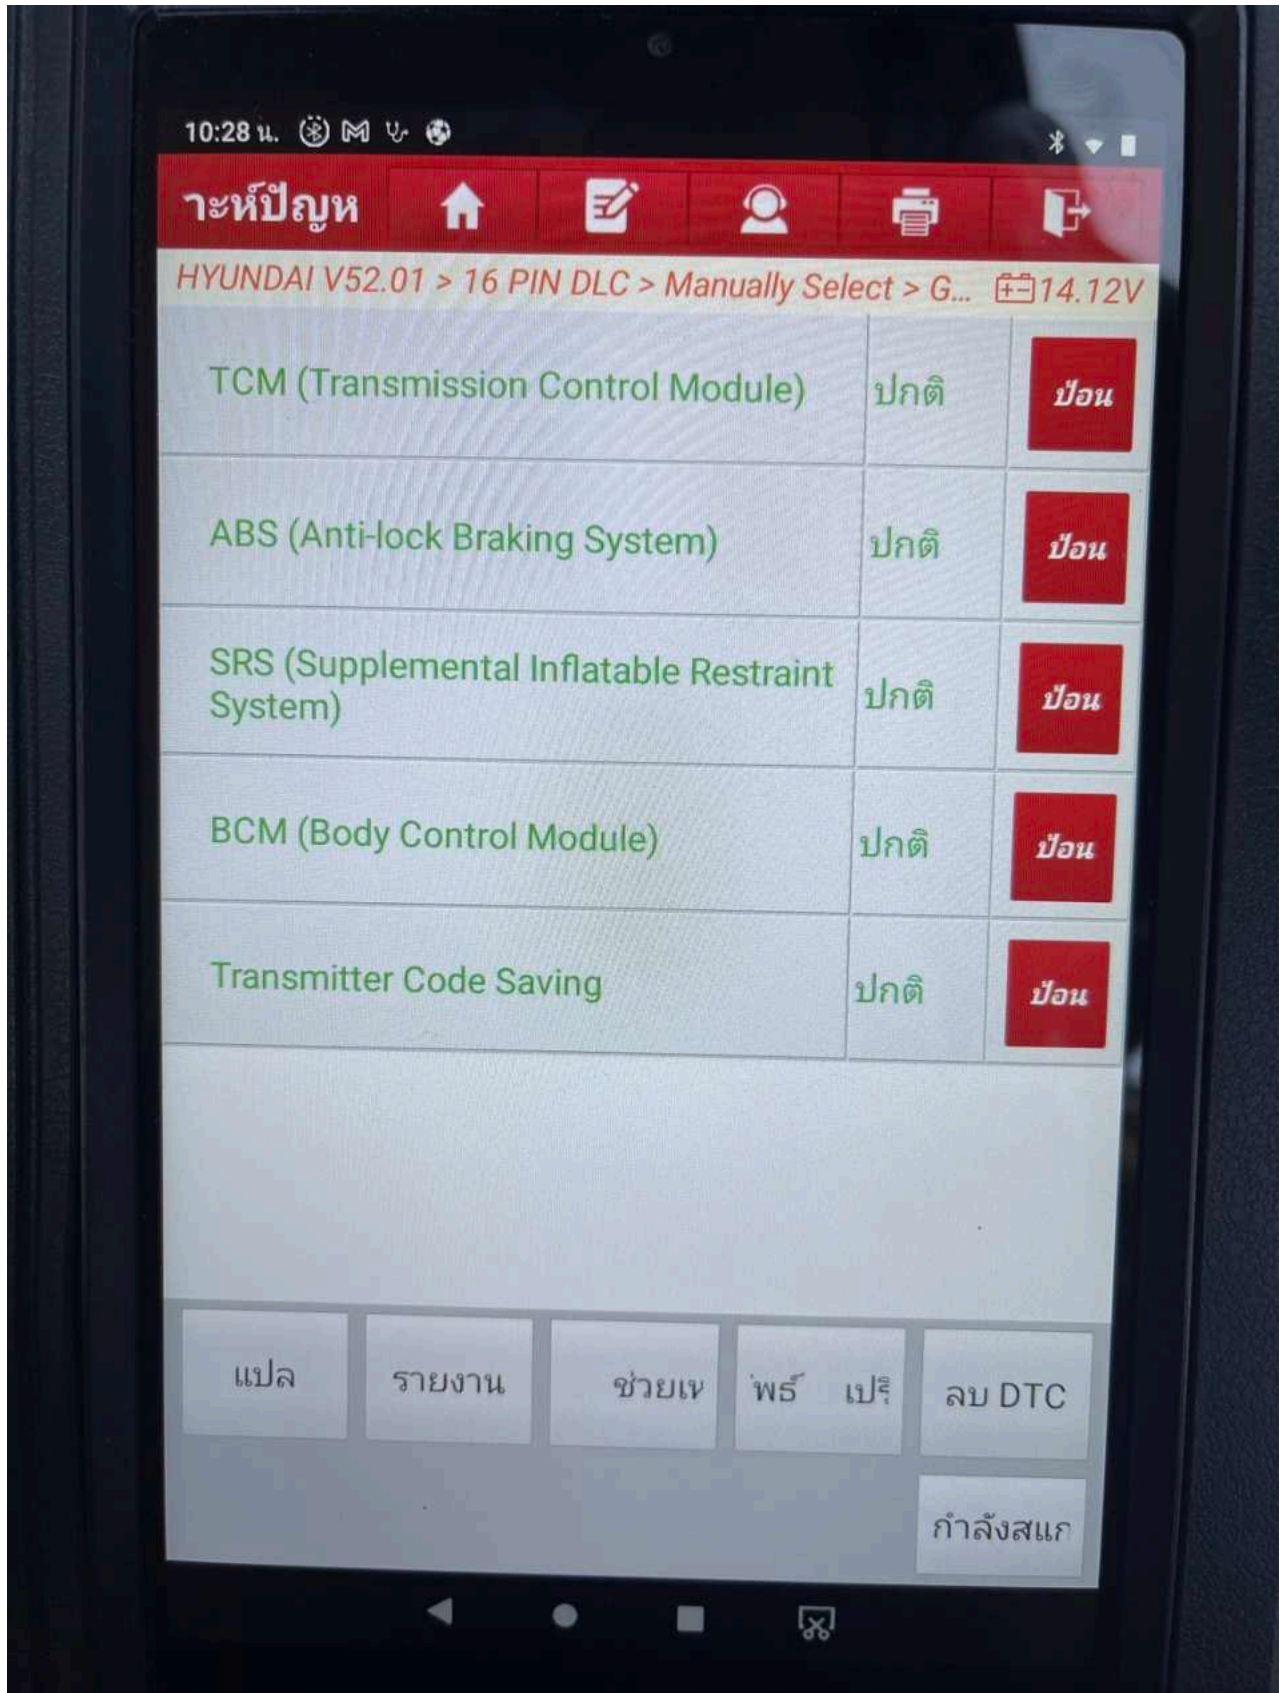 10:28 น.
าะห์ปัญห
HYUNDAI V52.01 > 16 PIN DLC > Manually Select > G... 14.12V
TCM (Transmission Control Module) ปกติ ป้อน
ABS (Anti-lock Braking System) ปกติ ป้อน
SRS (Supplemental Inflatable Restraint
System) ปกติ ป้อน
BCM (Body Control Module) ปกติ ป้อน
Transmitter Code Saving ปกติ ป้อน
แปล รายงาน ช่วยเห พธ์ เปรี ลบ DTC
กำลังสแก